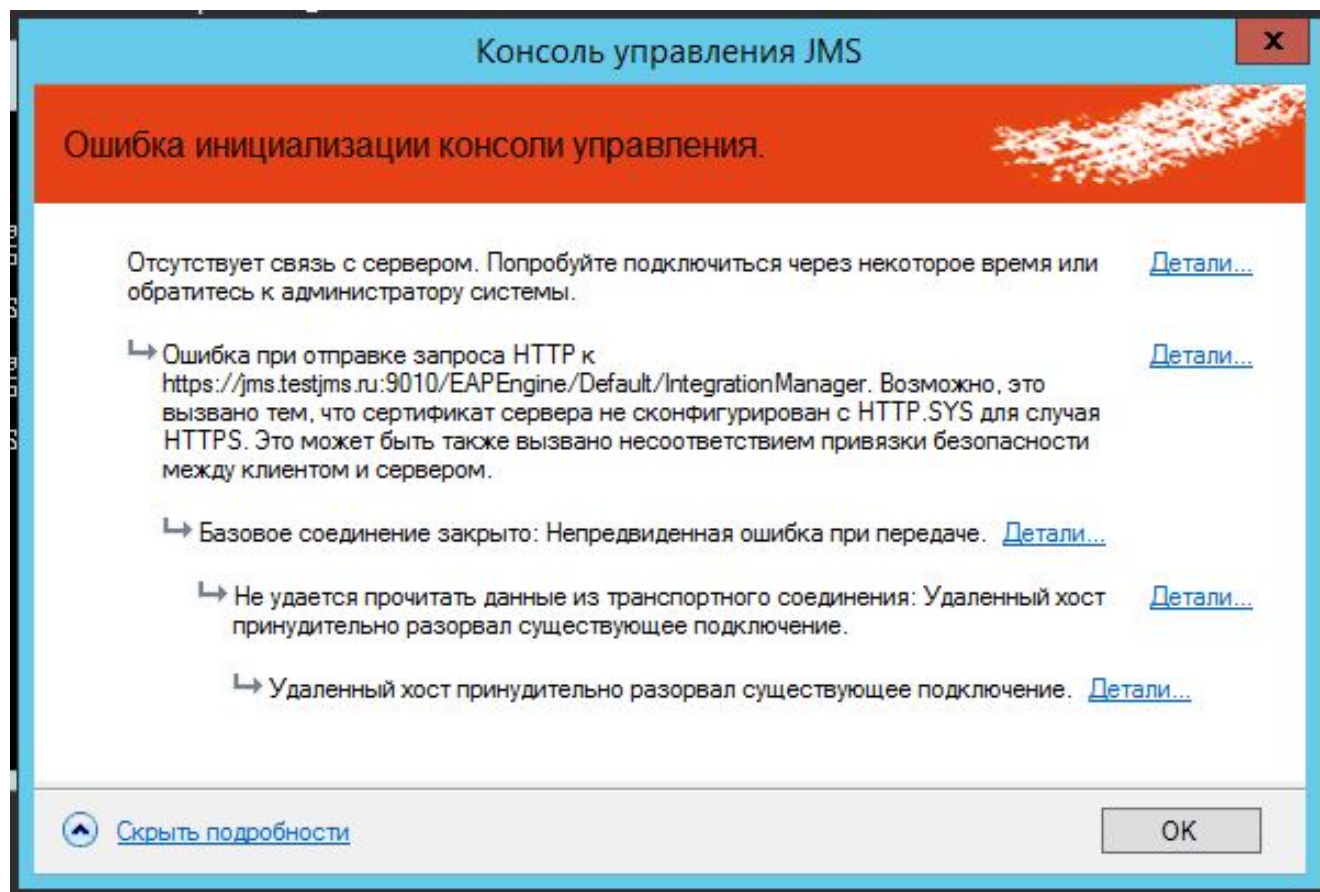 Консоль управления JMS
x
Ошибка инициализации консоли управления.
Отсутствует связь с сервером. Попробуйте подключиться через некоторое время или
обратитесь к администратору системы.
Детали...
Ошибка при отправке запроса HTTP к
https://jms.testjms.ru:9010/EAPEngine/Default/IntegrationManager. Возможно, это
вызвано тем, что сертификат сервера не сконфигурирован с HTTP.SYS для случая
HTTPS. Это может быть также вызвано несоответствием привязки безопасности
между клиентом и сервером.
Детали...
Базовое соединение закрыто: Непредвиденная ошибка при передаче. Детали...
Не удается прочитать данные из транспортного соединения: Удаленный хост
принудительно разорвал существующее подключение.
Детали...
Удаленный хост принудительно разорвал существующее подключение. Детали...
Скрыть подробности
OK